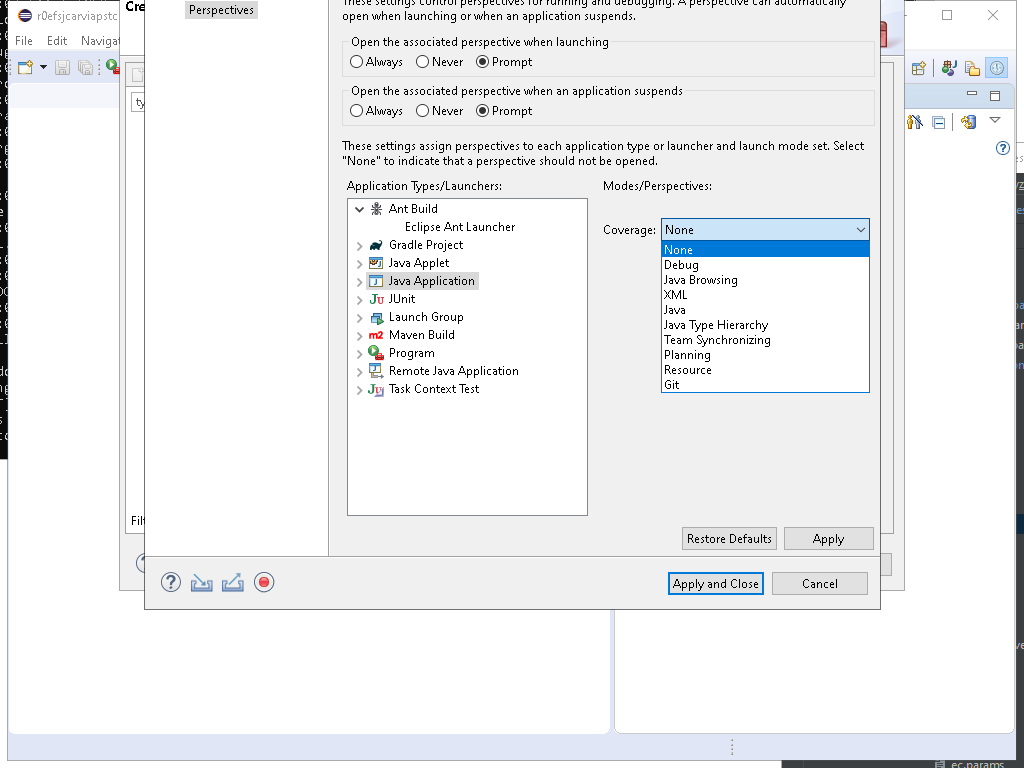 Cre
Perspectives
These settings control perspectives for running and debugging. A perspective can automatically
open when launching or when an application suspends.
r0efsjcarviapstc
File Edit Navigat
Open the associated perspective when launching
Always Never Prompt
Open the associated perspective when an application suspends
Always Never Prompt
ty
These settings assign perspectives to each application type or launcher and launch mode set. Select
"None" to indicate that a perspective should not be opened.
Application Types/Launchers:
Modes/Perspectives:
Ant Build
Eclipse Ant Launcher
Gradle Project
Java Applet
Java Application
JUnit
Launch Group
Maven Build
Program
Remote Java Application
Task Context Test
Coverage: None
None
Debug
Java Browsing
XML
Java
Java Type Hierarchy
Team Synchronizing
Planning
Resource
Git
Filt
Restore Defaults Apply
Apply and Close Cancel
ec.params